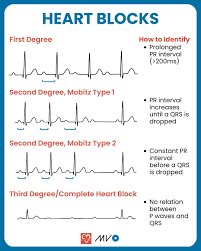 HEART BLOCKS
First Degree
How to Identify
• Prolonged
PR interval
(>200ms)
Second Degree, Mobitz Type 1
• PR interval
increases
until a QRS
is dropped
Second Degree, Mobitz Type 2
• Constant PR
interval
before a QRS
is dropped
Third Degree/Complete Heart Block
• No relation
between
P waves and
QRS